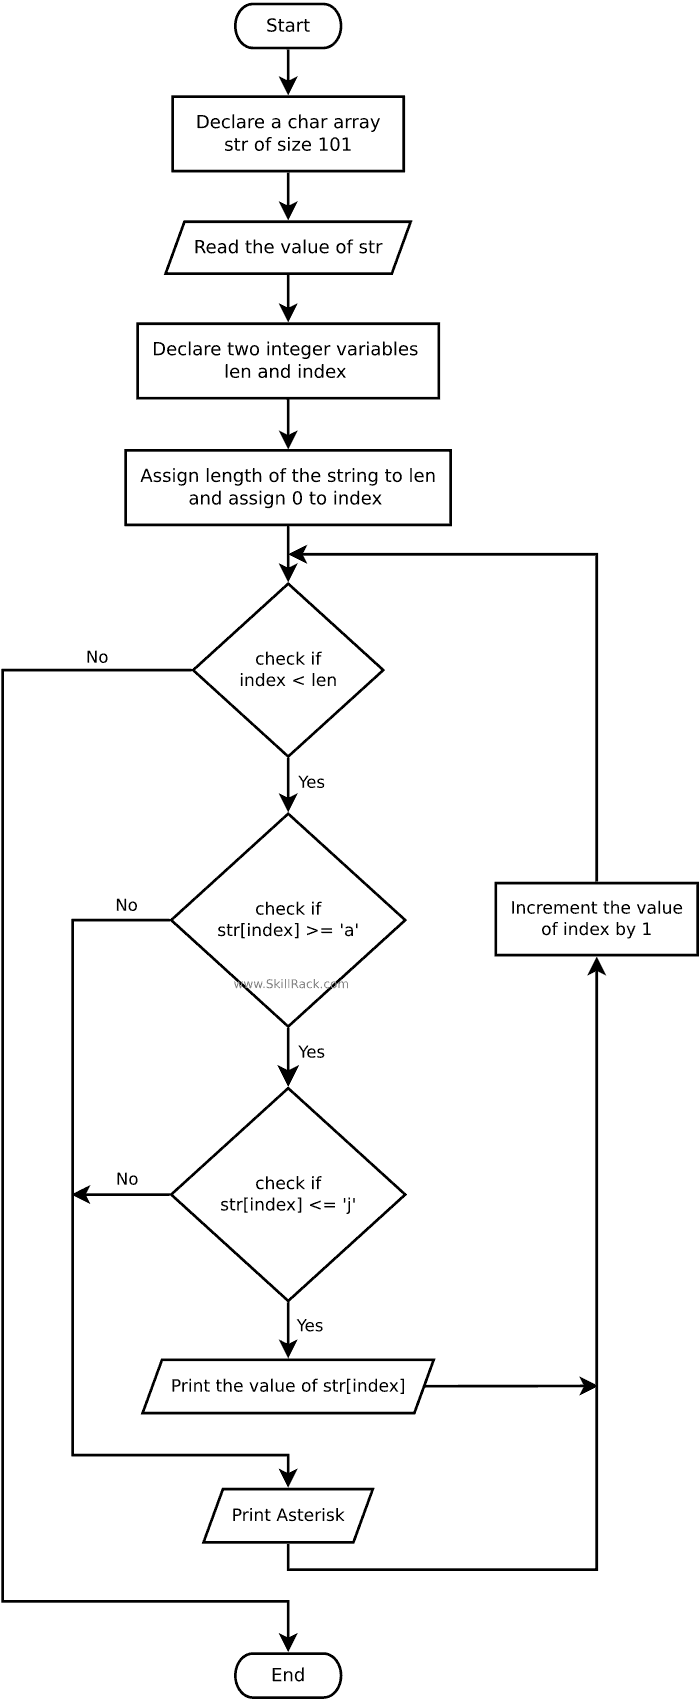 Start
Declare a char array
str of size 101
Read the value of str
Declare two integer variables
len and index
Assign length of the string to len
and assign 0 to index
check if
index < len
No
Yes
check if
str[index] >= 'a'
www.SkillRack.com
No
Yes
Increment the value
of index by 1
check if
str[index] <= 'j'
No
Yes
Print the value of str[index]
Print Asterisk
End